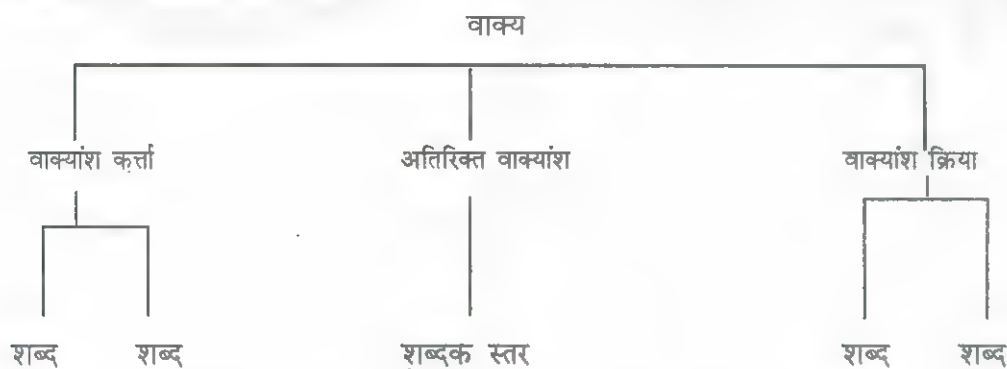 वाक्य
वाक्यांश कर्त्ता अतिरिक्त वाक्यांश वाक्यांश क्रिया
शब्द शब्द शब्दक स्तर शब्द शब्द